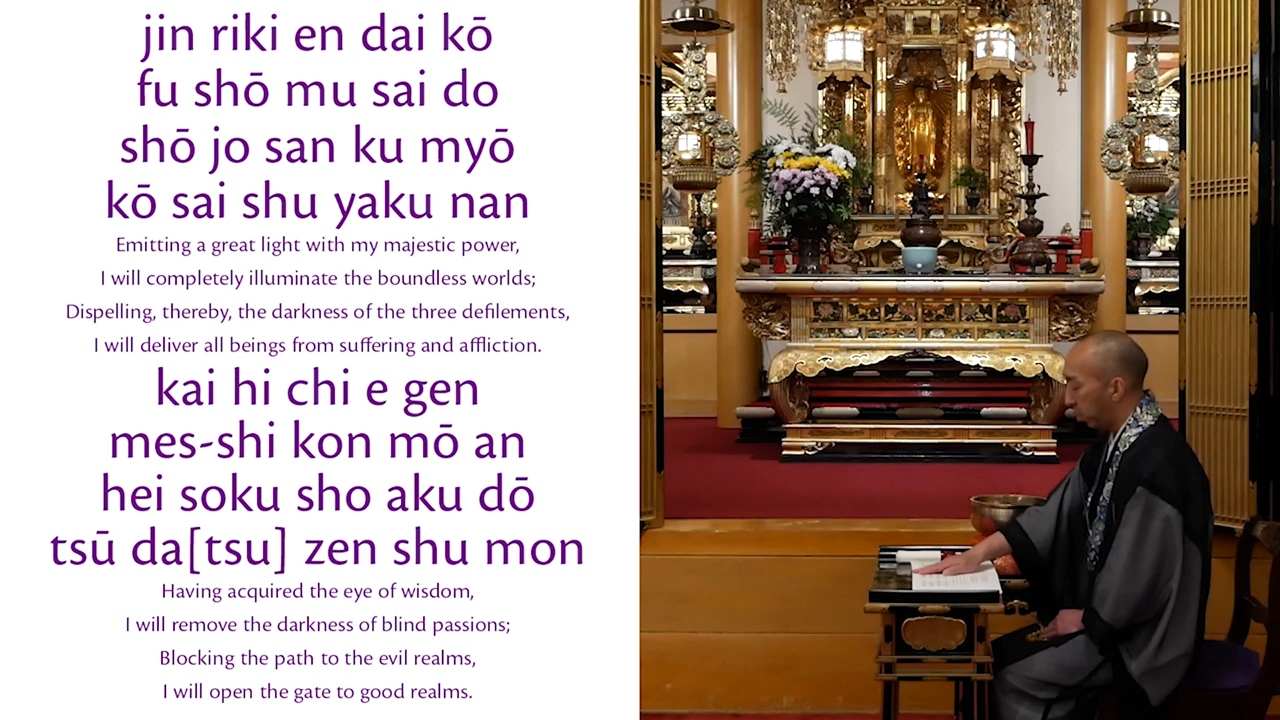 jin riki en dai kō
fu shō mu sai do
shō jo san ku myō
kō sai shu yaku nan
Emitting a great light with my majestic power,
I will completely illuminate the boundless worlds;
Dispelling, thereby, the darkness of the three defilements,
I will deliver all beings from suffering and affliction.
kai hi chi e gen
mes-shi kon mō an
hei soku sho aku dō
tsū da[tsu] zen shu mon
Having acquired the eye of wisdom,
I will remove the darkness of blind passions;
Blocking the path to the evil realms,
I will open the gate to good realms.